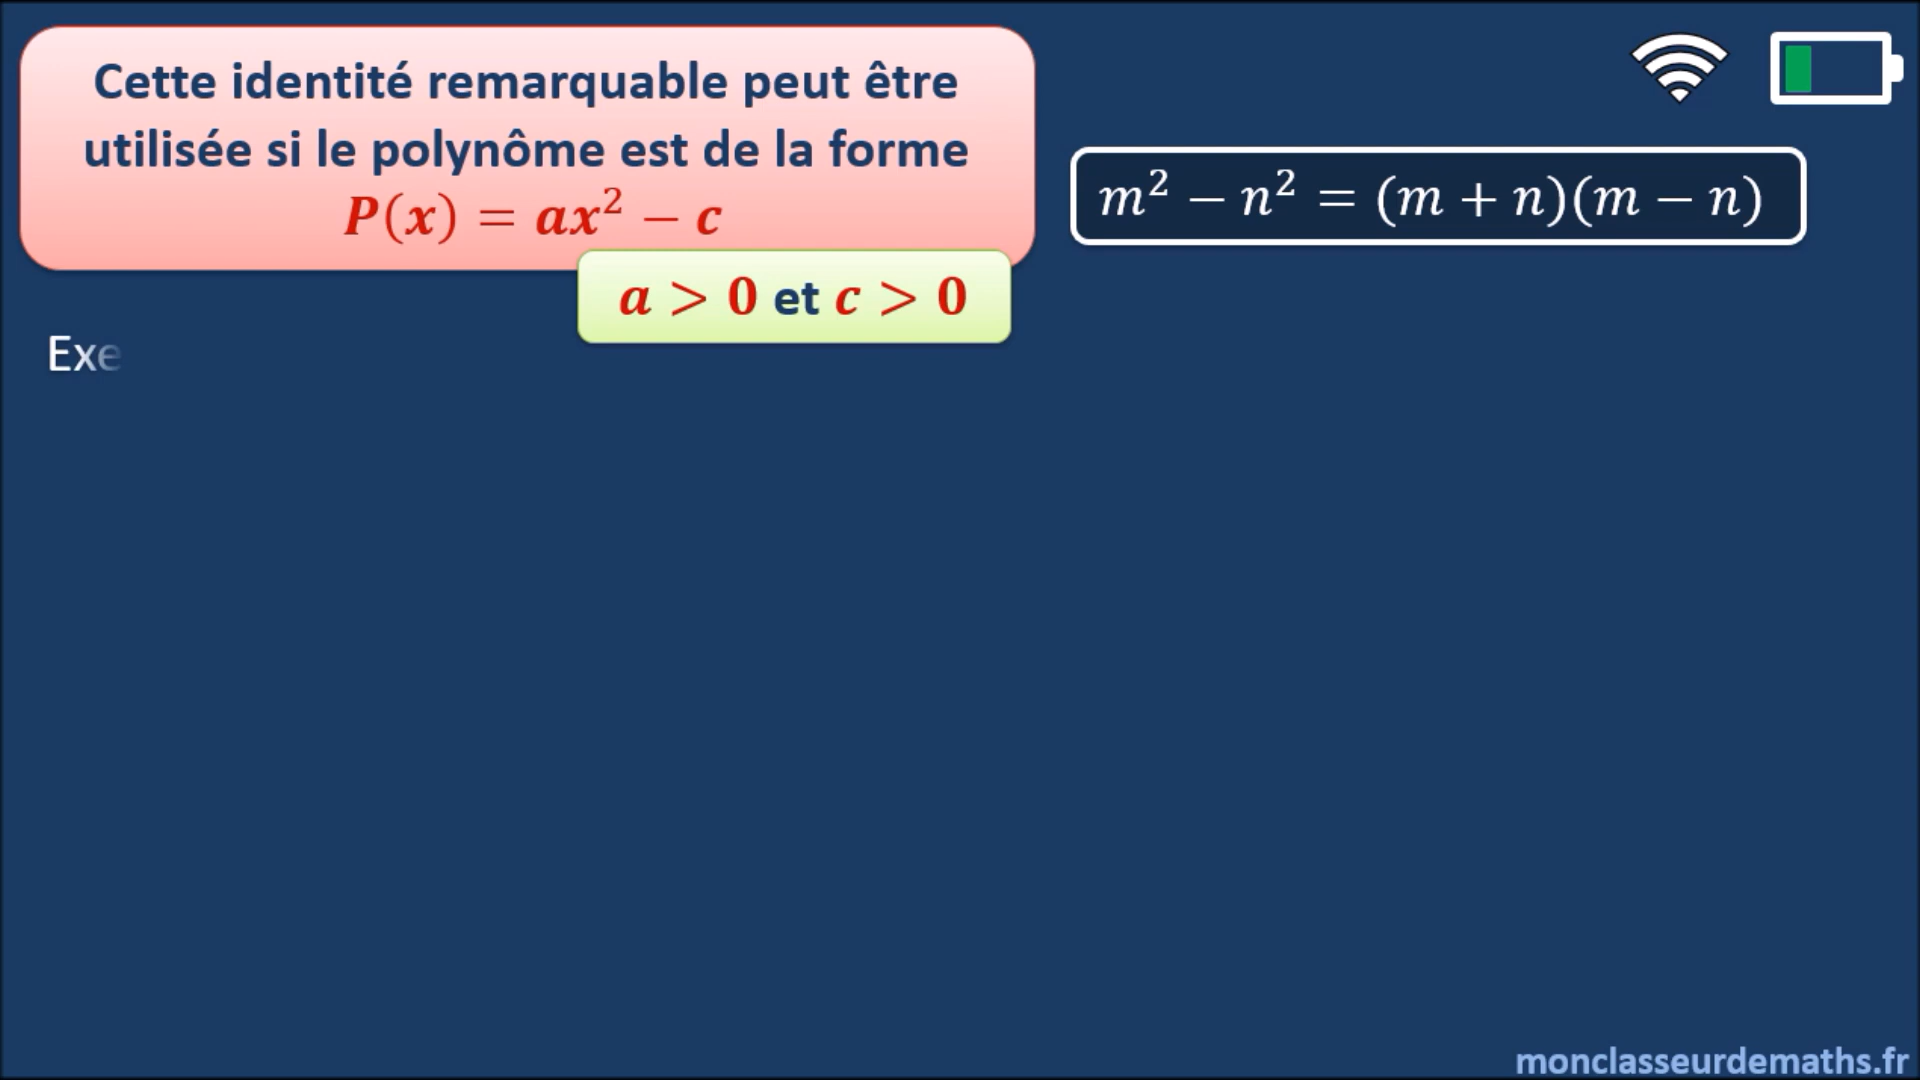 Cette identité remarquable peut être
utilisée si le polynôme est de la forme
P(x) = ax² − c
a > 0 et c > 0
m² − n² = (m + n)(m − n)
Exe
monclasseurdemaths.fr